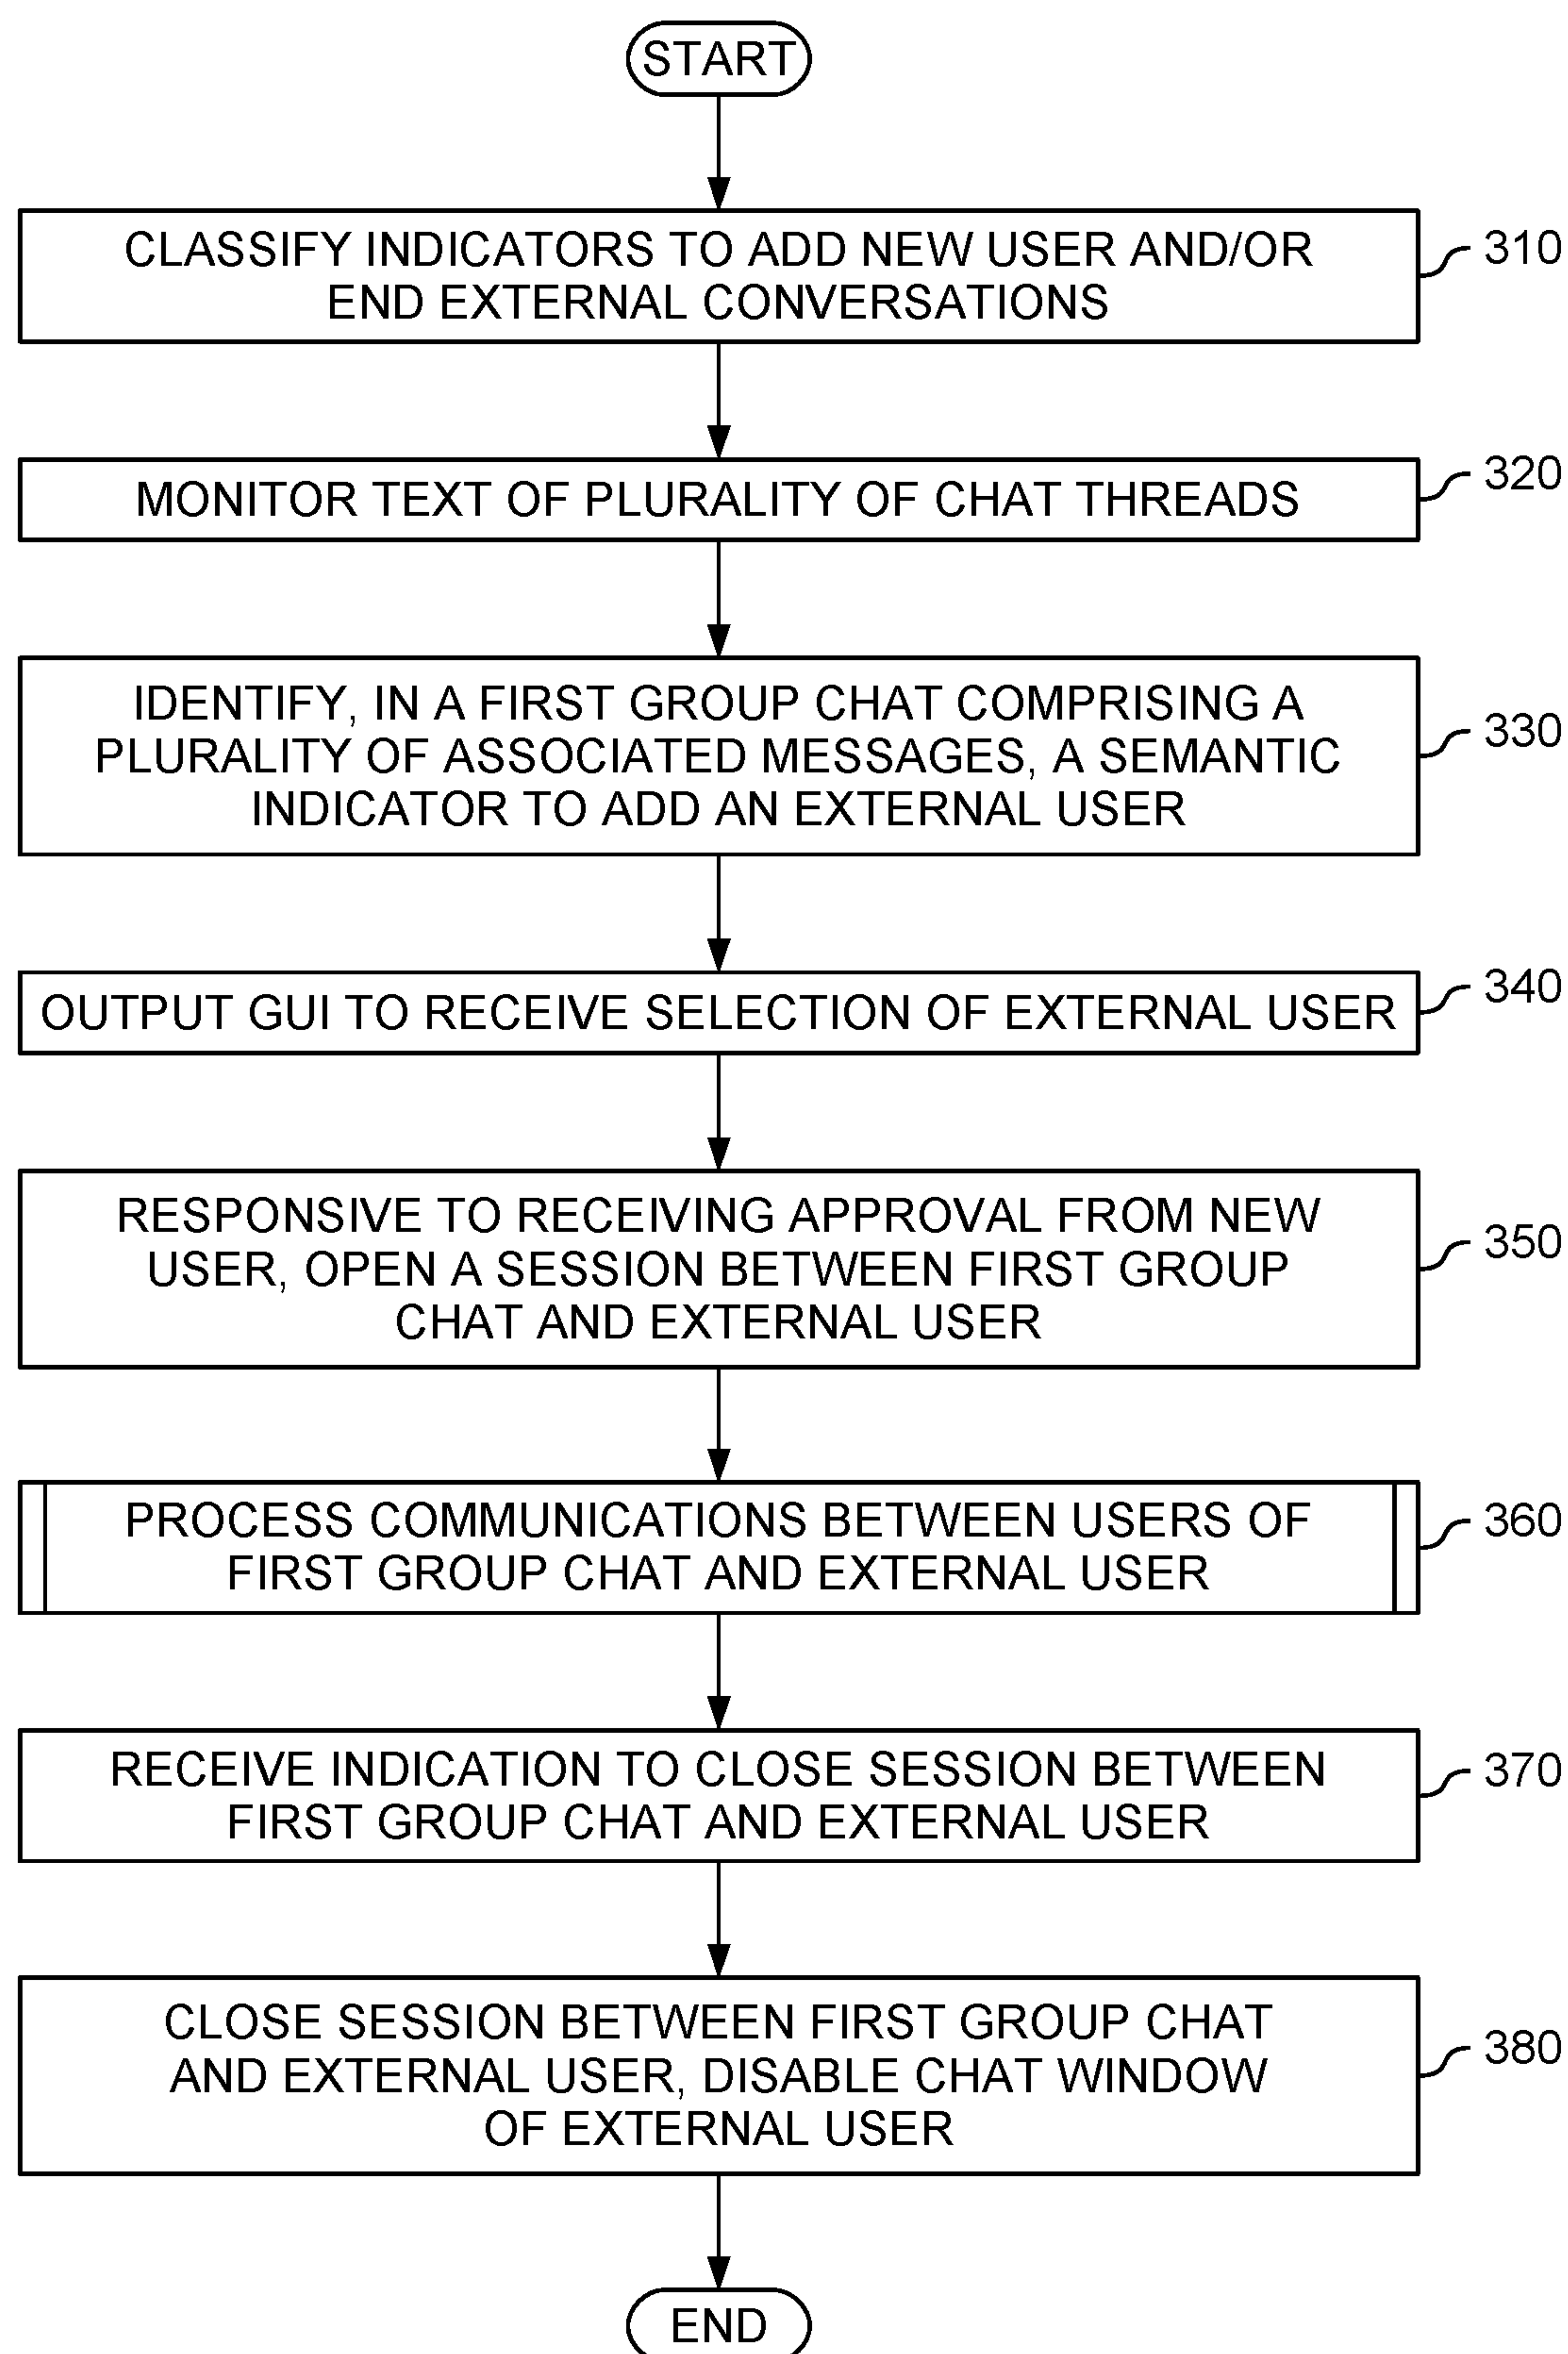 START
CLASSIFY INDICATORS TO ADD NEW USER AND/OR
END EXTERNAL CONVERSATIONS
310
MONITOR TEXT OF PLURALITY OF CHAT THREADS
320
IDENTIFY, IN A FIRST GROUP CHAT COMPRISING A
PLURALITY OF ASSOCIATED MESSAGES, A SEMANTIC
INDICATOR TO ADD AN EXTERNAL USER
330
OUTPUT GUI TO RECEIVE SELECTION OF EXTERNAL USER
340
RESPONSIVE TO RECEIVING APPROVAL FROM NEW
USER, OPEN A SESSION BETWEEN FIRST GROUP
CHAT AND EXTERNAL USER
350
PROCESS COMMUNICATIONS BETWEEN USERS OF
FIRST GROUP CHAT AND EXTERNAL USER
360
RECEIVE INDICATION TO CLOSE SESSION BETWEEN
FIRST GROUP CHAT AND EXTERNAL USER
370
CLOSE SESSION BETWEEN FIRST GROUP CHAT
AND EXTERNAL USER, DISABLE CHAT WINDOW
OF EXTERNAL USER
380
END